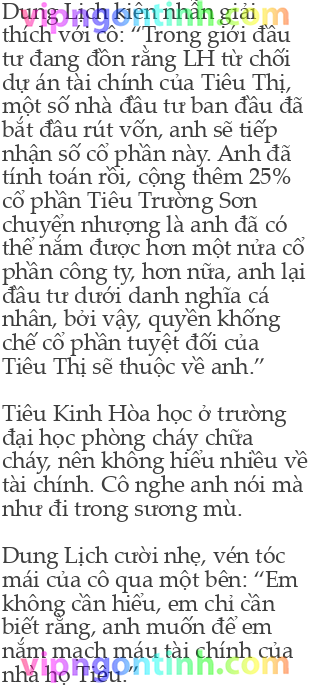 Dung Lịch kiên nhẫn giải
thích với cô: “Trong giới đầu
tư đang đồn rằng LH từ chối
dự án tài chính của Tiêu Thị,
một số nhà đầu tư ban đầu đã
bắt đầu rút vốn, anh sẽ tiếp
nhận số cổ phần này. Anh đã
tính toán rồi, cộng thêm 25%
cổ phần Tiêu Trường Sơn
chuyển nhượng là anh đã có
thể nắm được hơn một nửa cổ
phần công ty, hơn nữa, anh lại
đầu tư dưới danh nghĩa cá
nhân, bởi vậy, quyền khống
chế cổ phần tuyệt đối của
Tiêu Thị sẽ thuộc về anh.”
Tiêu Kinh Hòa học ở trường
đại học phòng cháy chữa
cháy, nên không hiểu nhiều về
tài chính. Cô nghe anh nói mà
như đi trong sương mù.
Dung Lịch cười nhẹ, vén tóc
mái của cô qua một bên: “Em
không cần hiểu, em chỉ cần
biết rằng, anh muốn để em
nắm mạch máu tài chính của
nhà họ Tiêu.”
vipngontinh.com
vipngontinh.com
vipngontinh.com